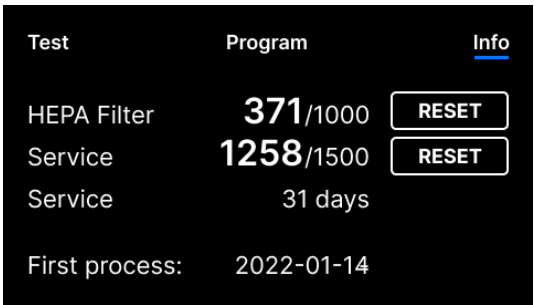 Test Program Info
HEPA Filter 371/1000 RESET
Service 1258/1500 RESET
Service 31 days
First process: 2022-01-14